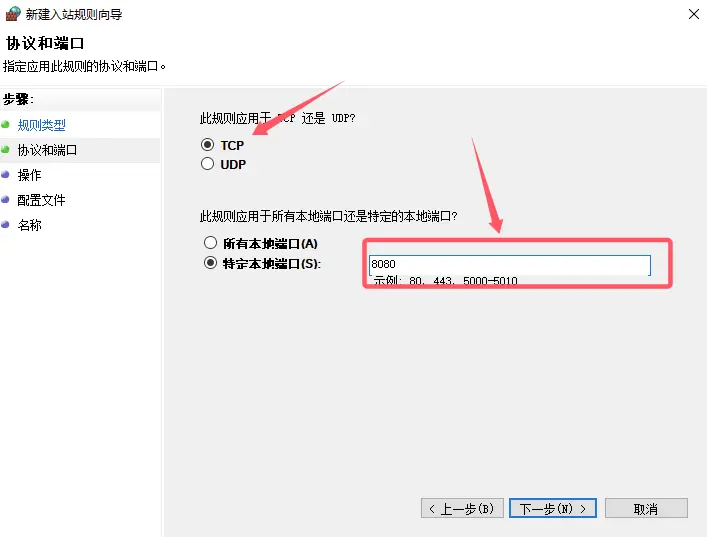 新建入站规则向导
协议和端口
指定应用此规则的协议和端口。
步骤:
规则类型
协议和端口
操作
配置文件
名称
此规则应用于 TCP 还是 UDP?
TCP
UDP
此规则应用于所有本地端口还是特定的本地端口?
所有本地端口(A)
特定本地端口(S):
8080
示例: 80, 443, 5000-5010
< 上一步(B)
下一步(N) >
取消